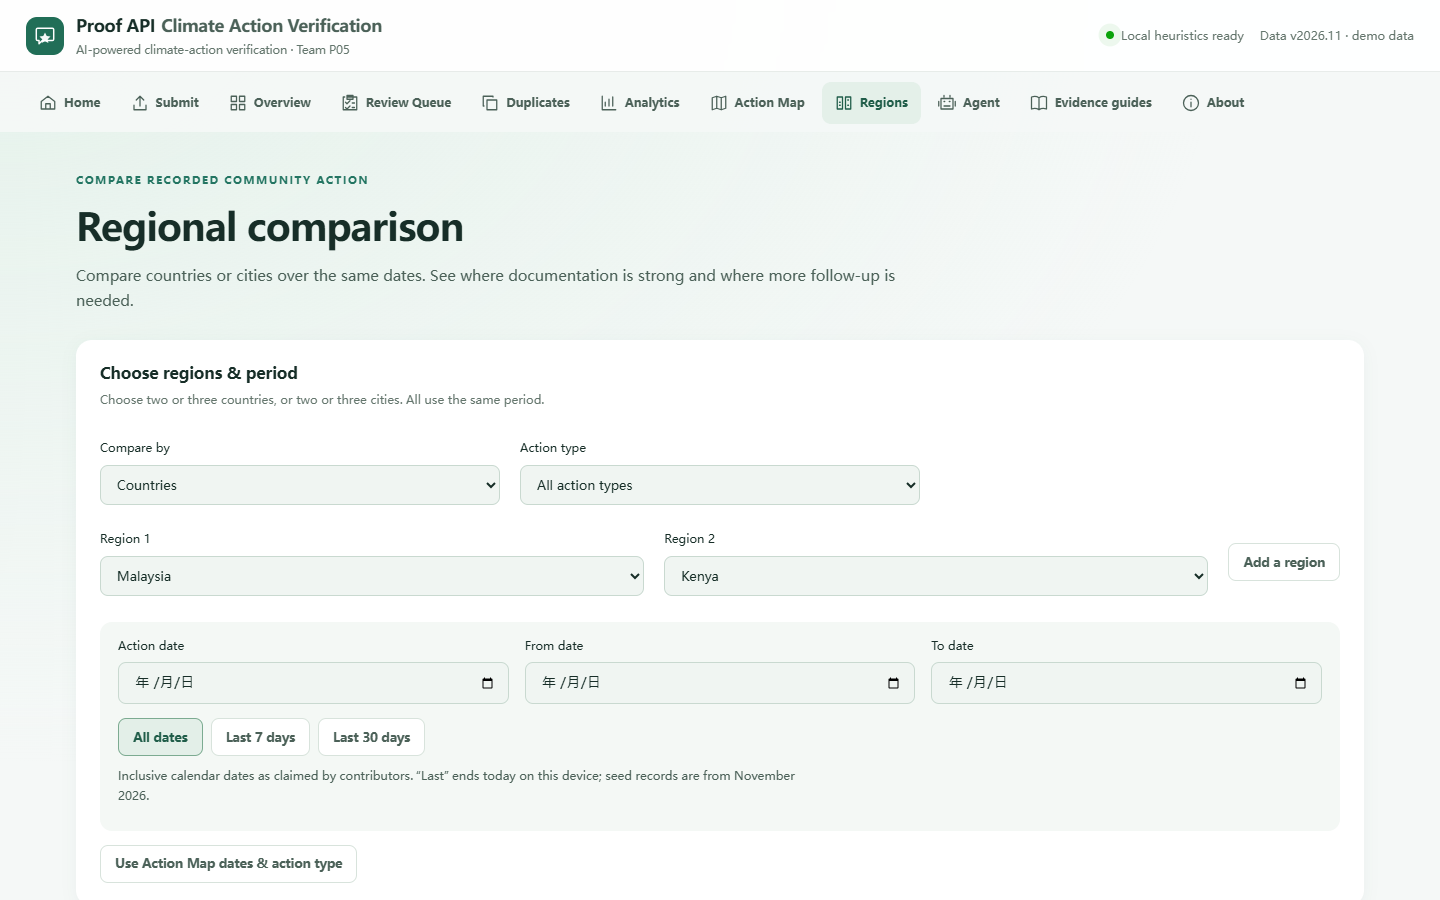 Proof API Climate Action Verification
AI-powered climate-action verification · Team P05
Local heuristics ready
Data v2026.11 · demo data
Home
Submit
Overview
Review Queue
Duplicates
Analytics
Action Map
Regions
Agent
Evidence guides
About
COMPARE RECORDED COMMUNITY ACTION
Regional comparison
Compare countries or cities over the same dates. See where documentation is strong and where more follow-up is
needed.
Choose regions & period
Choose two or three countries, or two or three cities. All use the same period.
Compare by
Action type
Countries
All action types
Region 1
Region 2
Malaysia
Kenya
Add a region
Action date
From date
To date
年 /月/日
年 /月/日
年 /月/日
All dates
Last 7 days
Last 30 days
Inclusive calendar dates as claimed by contributors. “Last” ends today on this device; seed records are from November
2026.
Use Action Map dates & action type